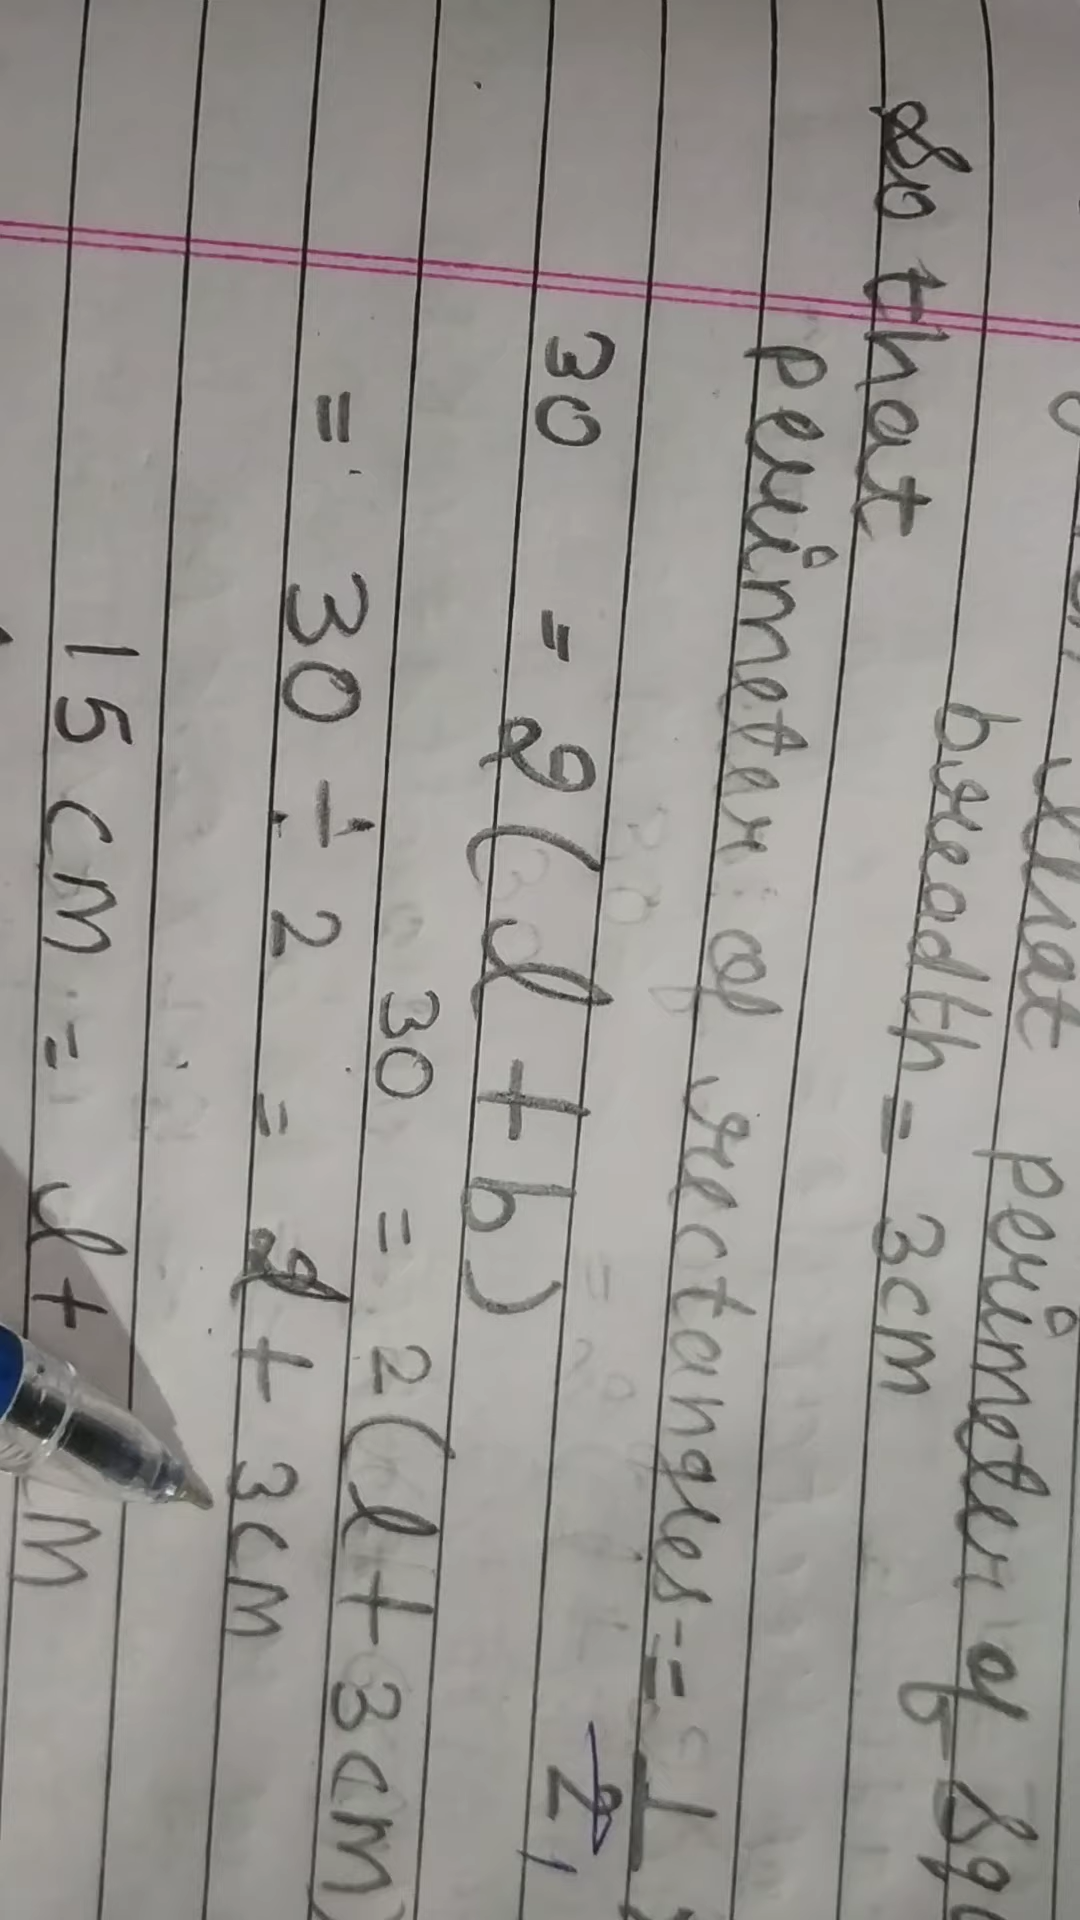 that perimeter of
breadth = 3cm
So that
perimeter of rectangles = 1
2
30 = 2(l + b)
30 = 2(l + 3cm)
= 30 ÷ 2 = l + 3cm
15 cm = l +